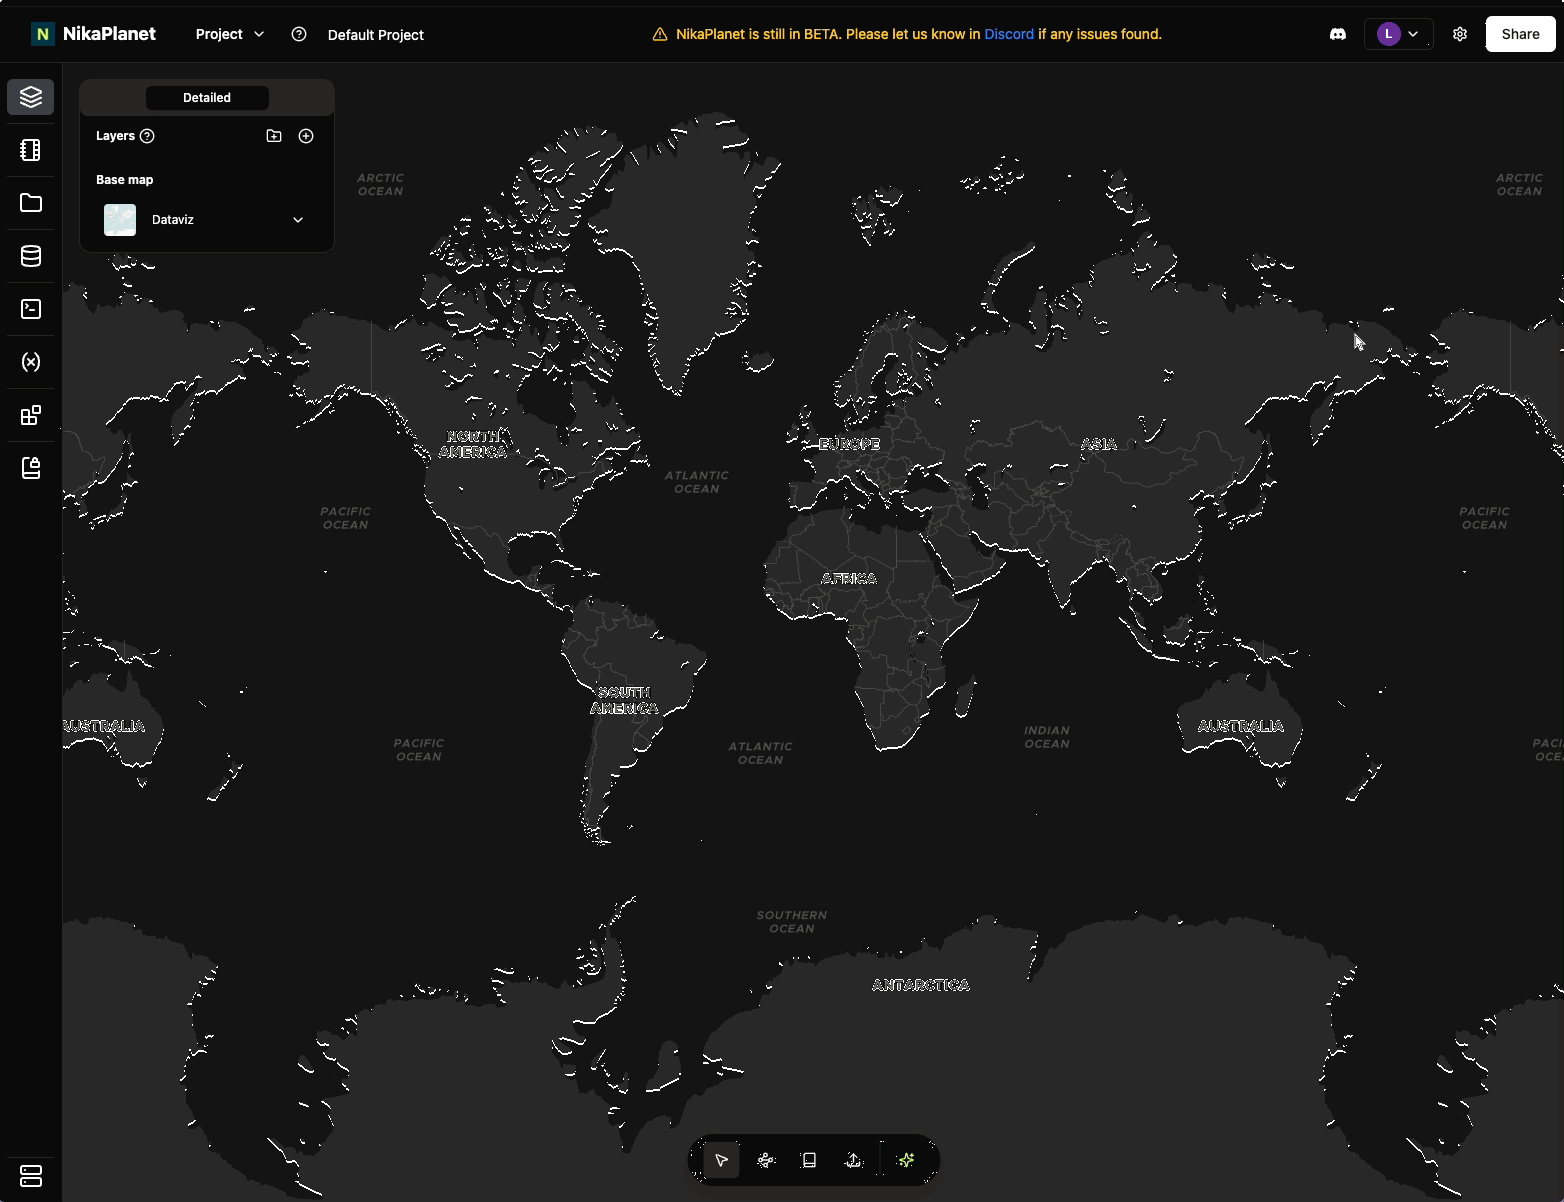 N NikaPlanet
Project
Default Project
NikaPlanet is still in BETA. Please let us know in Discord if any issues found.
L
Share
Detailed
Layers
Base map
Dataviz
ARCTIC
OCEAN
ARCTIC
OCEAN
NORTH
AMERICA
EUROPE
ASIA
ATLANTIC
OCEAN
PACIFIC
OCEAN
PACIFIC
OCEAN
AFRICA
SOUTH
AMERICA
AUSTRALIA
AUSTRALIA
PACIFIC
OCEAN
ATLANTIC
OCEAN
INDIAN
OCEAN
PACI
OCE
SOUTHERN
OCEAN
ANTARCTICA